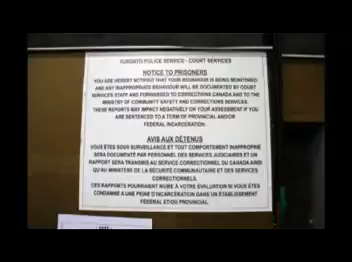 TORONTO POLICE SERVICE - COURT SERVICES
NOTICE TO PRISONERS
YOU ARE HEREBY NOTIFIED THAT YOUR BEHAVIOUR IS BEING MONITORED
AND ANY INAPPROPRIATE BEHAVIOUR WILL BE DOCUMENTED BY COURT
SERVICES STAFF AND FORWARDED TO CORRECTIONS CANADA AND TO THE
MINISTRY OF COMMUNITY SAFETY AND CORRECTIONS SERVICES.
THESE REPORTS MAY IMPACT NEGATIVELY ON YOUR ASSESSMENT IF YOU
ARE SENTENCED TO A TERM OF PROVINCIAL AND/OR
FEDERAL INCARCERATION.
AVIS AUX DÉTENUS
VOUS ÊTES SOUS SURVEILLANCE ET TOUT COMPORTEMENT INAPPROPRIÉ
SERA DOCUMENTÉ PAR PERSONNEL DES SERVICES JUDICIAIRES ET UN
RAPPORT SERA TRANSMIS AU SERVICE CORRECTIONNEL DU CANADA AINSI
QU'AU MINISTÈRE DE LA SÉCURITÉ COMMUNAUTAIRE ET DES SERVICES
CORRECTIONNELS.
CES RAPPORTS POURRAIENT NUIRE À VOTRE ÉVALUATION SI VOUS ÊTES
CONDAMNÉ À UNE PEINE D'INCARCÉRATION DANS UN ÉTABLISSEMENT
FÉDÉRAL ET/OU PROVINCIAL.